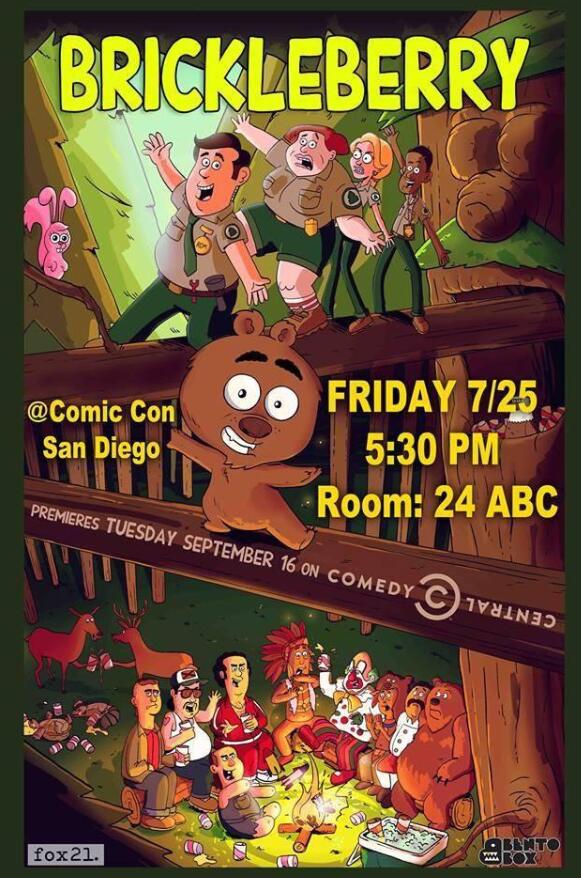 BRICKLEBERRY
@Comic Con
San Diego
FRIDAY 7/25
5:30 PM
Room: 24 ABC
PREMIERES TUESDAY SEPTEMBER 16 ON COMEDY C CENTRAL
fox21.
BENTO
BOX